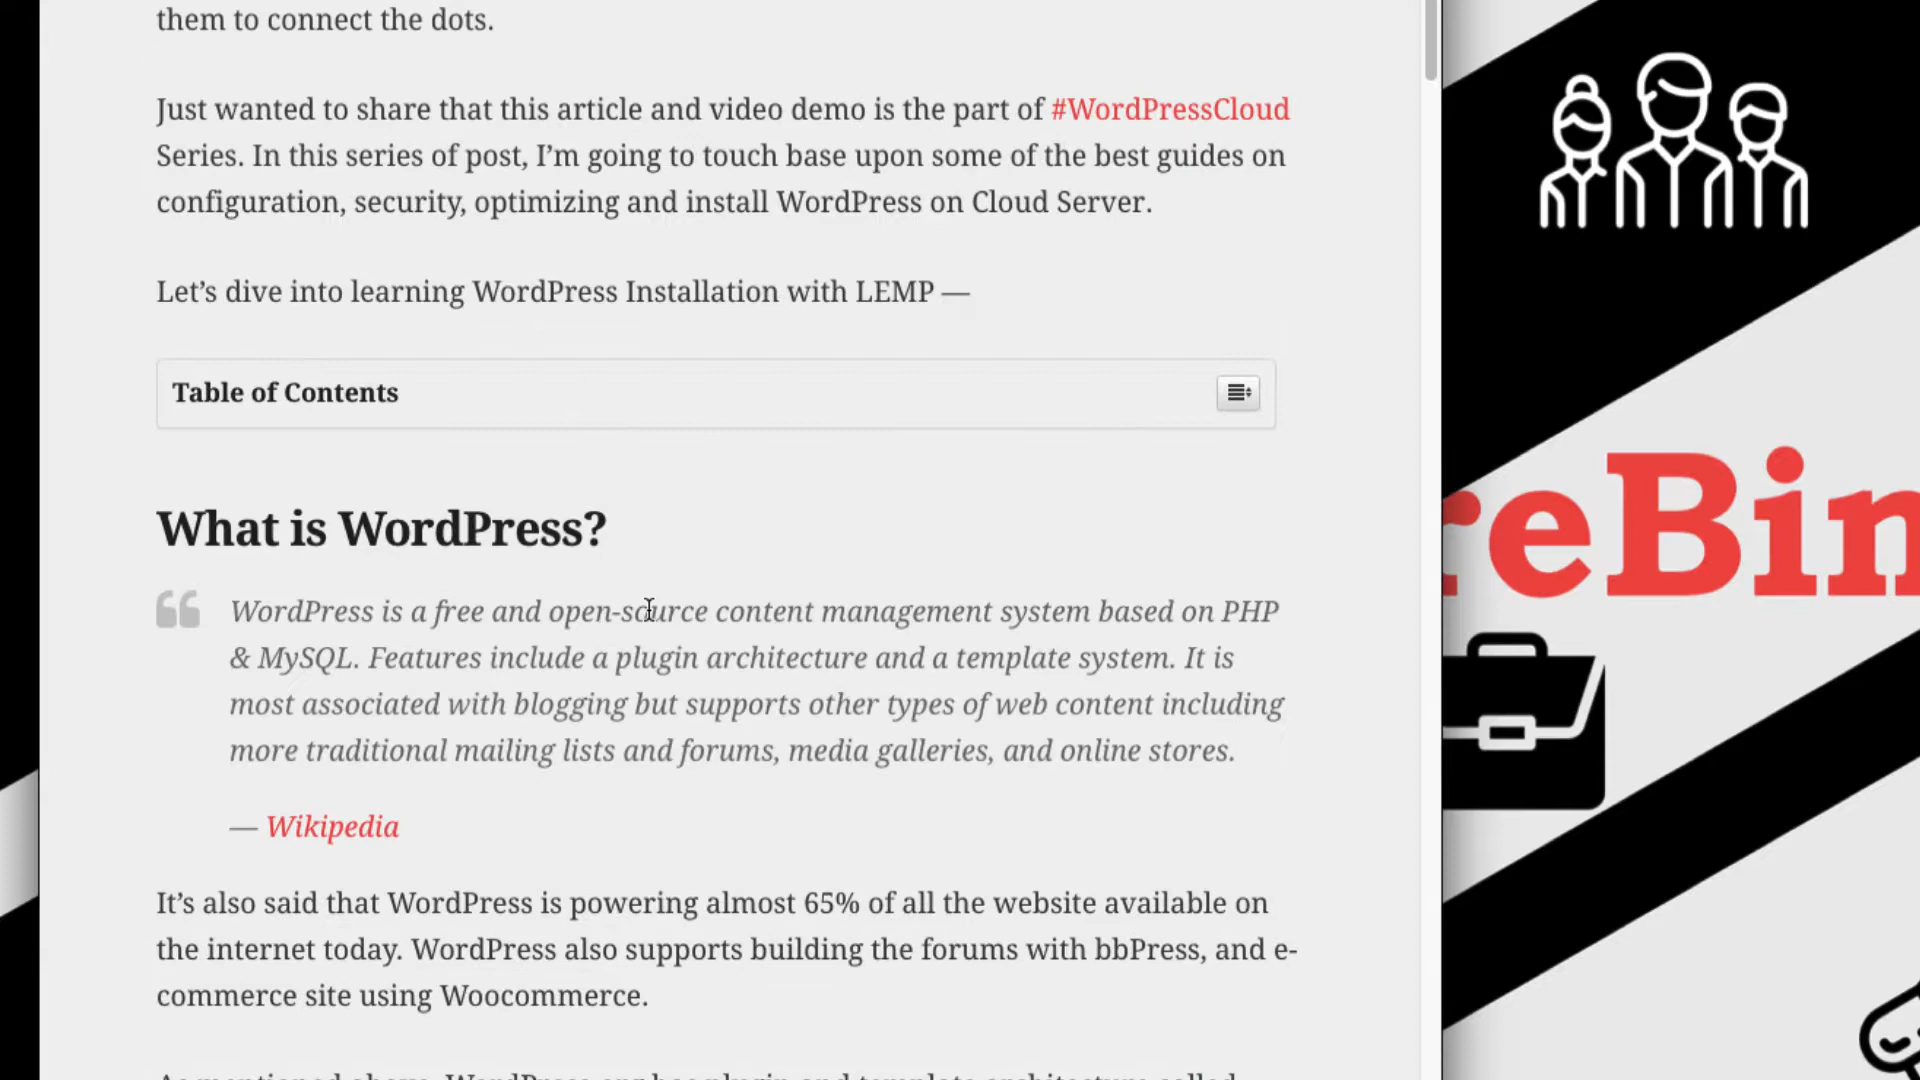 them to connect the dots.
Just wanted to share that this article and video demo is the part of #WordPressCloud
Series. In this series of post, I’m going to touch base upon some of the best guides on
configuration, security, optimizing and install WordPress on Cloud Server.
Let’s dive into learning WordPress Installation with LEMP —
Table of Contents
What is WordPress?
WordPress is a free and open-source content management system based on PHP
& MySQL. Features include a plugin architecture and a template system. It is
most associated with blogging but supports other types of web content including
more traditional mailing lists and forums, media galleries, and online stores.
— Wikipedia
It’s also said that WordPress is powering almost 65% of all the website available on
the internet today. WordPress also supports building the forums with bbPress, and e-
commerce site using Woocommerce.
reBin